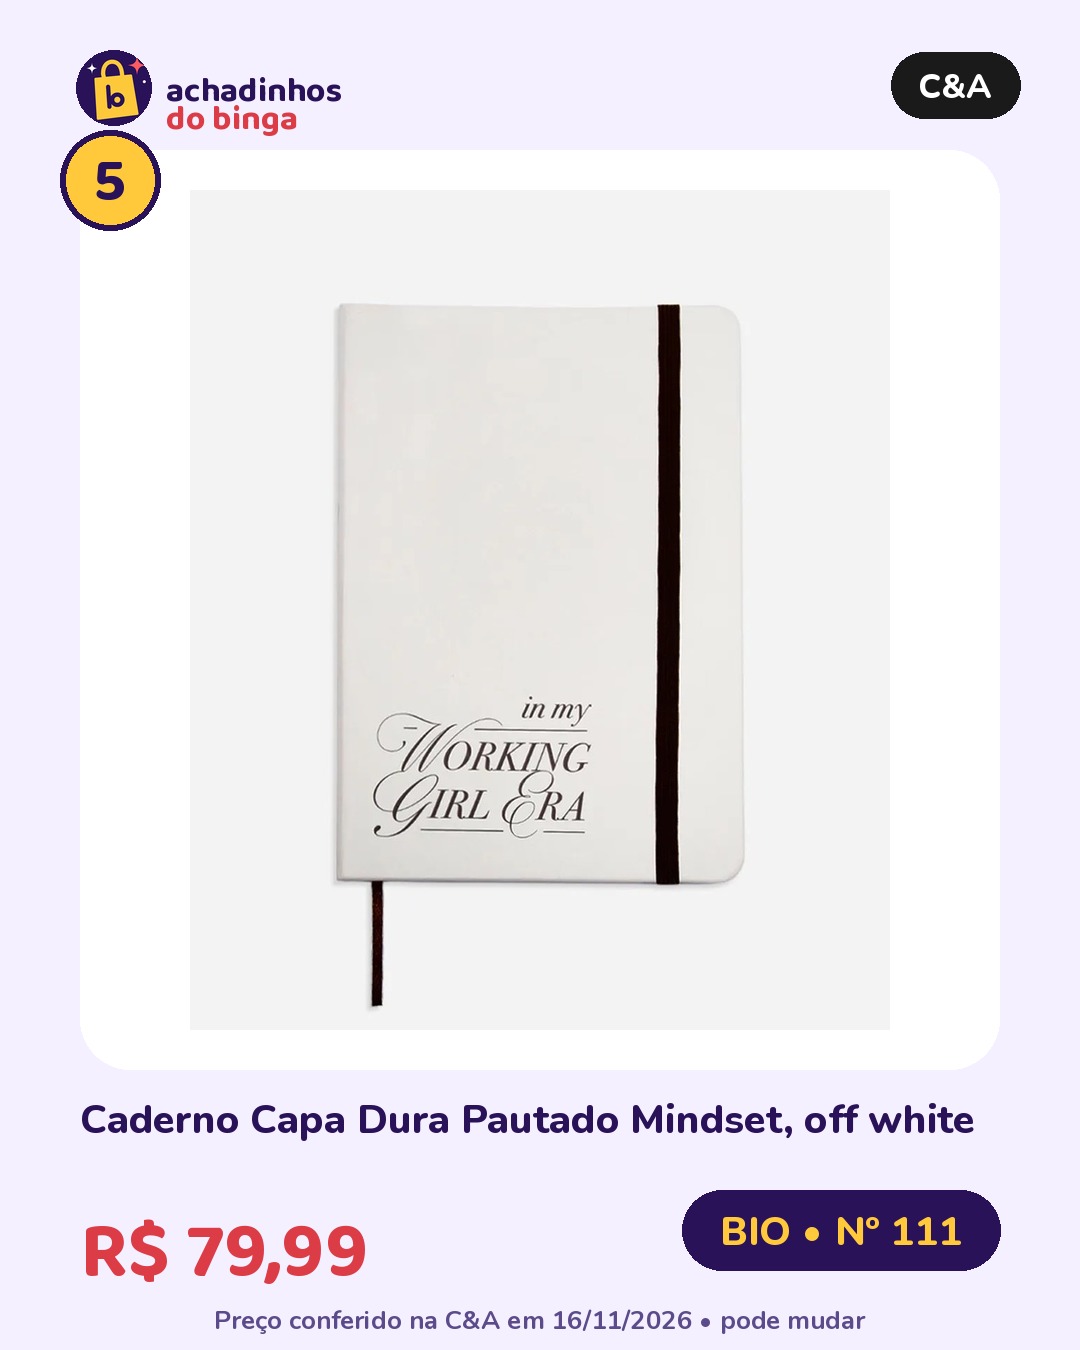 b
achadinhos
do binga
C&A
5
in my
WORKING
GIRL ERA
Caderno Capa Dura Pautado Mindset, off white
R$ 79,99
BIO • Nº 111
Preço conferido na C&A em 16/11/2026 • pode mudar